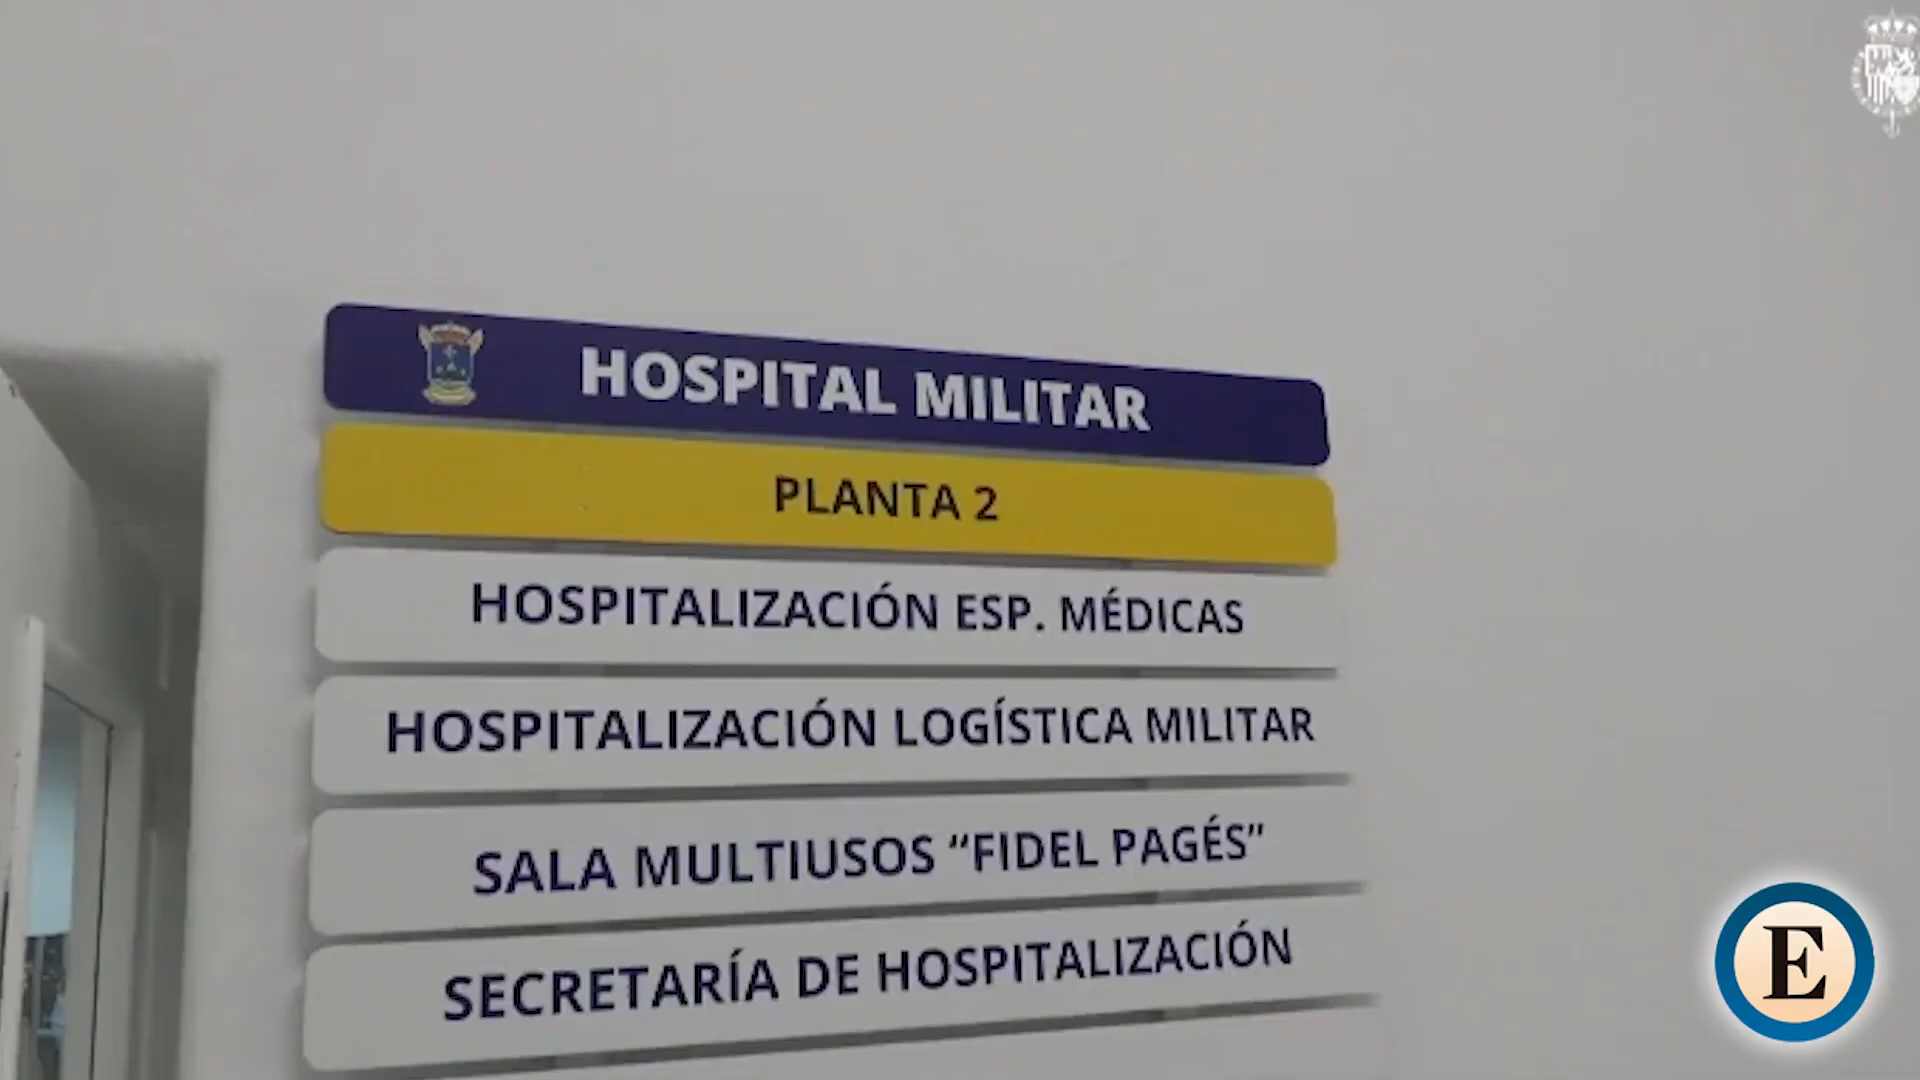 HOSPITAL MILITAR
PLANTA 2
HOSPITALIZACIÓN ESP. MÉDICAS
HOSPITALIZACIÓN LOGÍSTICA MILITAR
SALA MULTIUSOS “FIDEL PAGÉS”
SECRETARÍA DE HOSPITALIZACIÓN
E